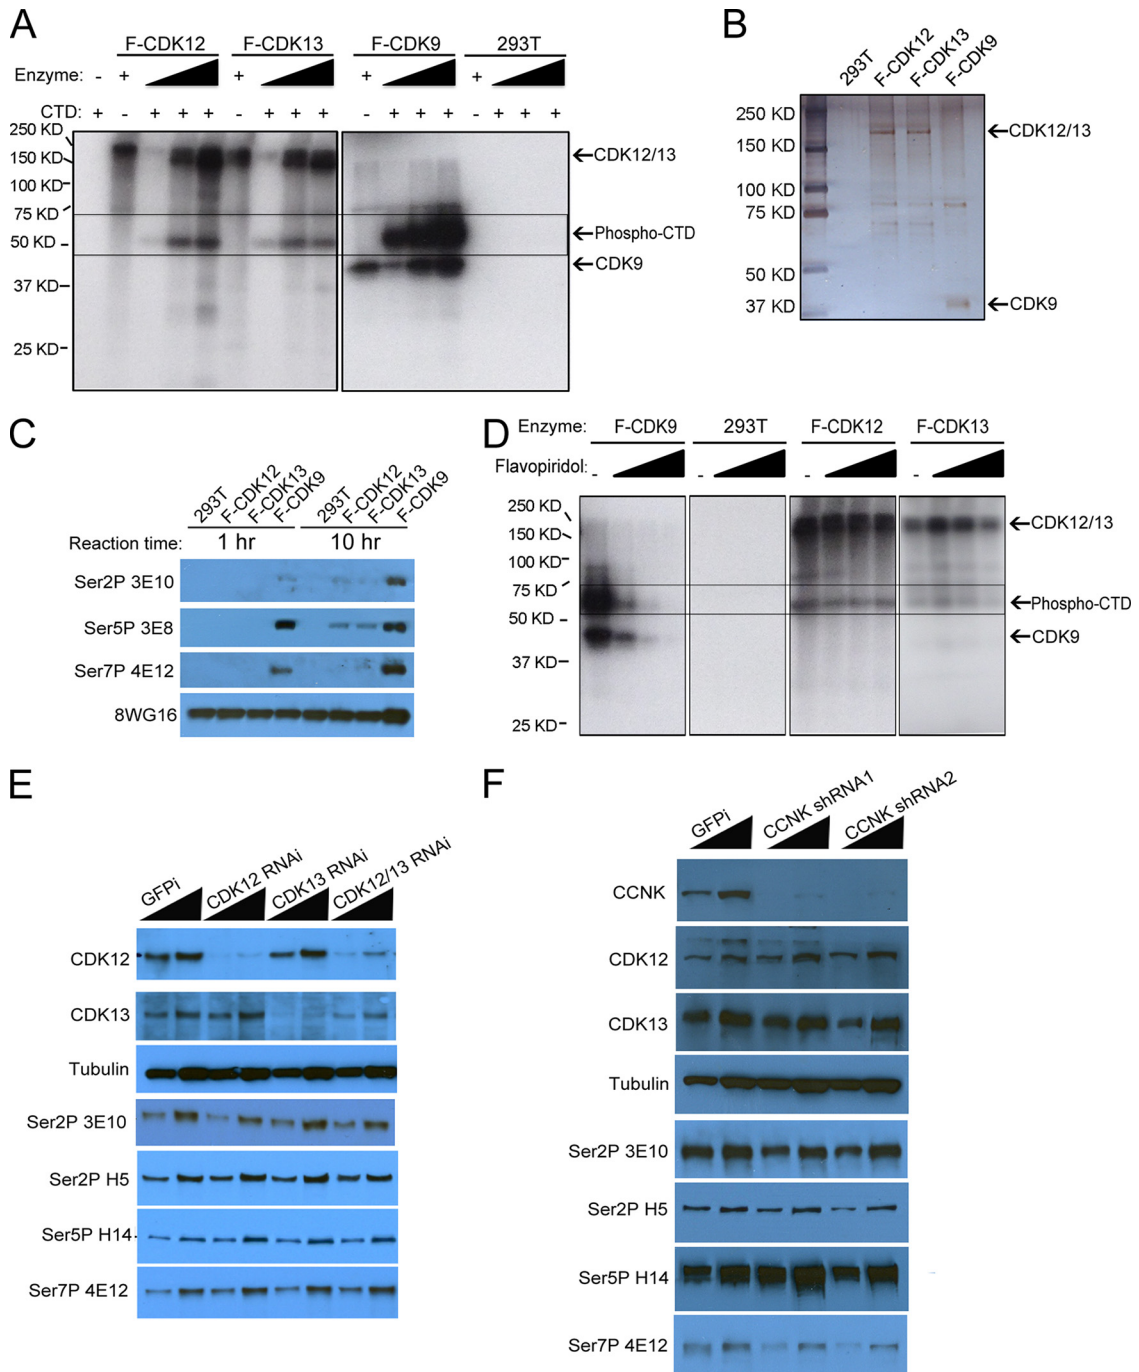 A
F-CDK12 F-CDK13 F-CDK9 293T
Enzyme: - + + + +
CTD: + - + + + - + + + - + + + - + + +
250 KD
150 KD
100 KD
75 KD
50 KD
37 KD
25 KD
←CDK12/13
←Phospho-CTD
←CDK9
B
293T F-CDK12 F-CDK13 F-CDK9
250 KD
150 KD
100 KD
75 KD
50 KD
37 KD
←CDK12/13
←CDK9
C
293T F-CDK12 F-CDK13 F-CDK9 293T F-CDK12 F-CDK13 F-CDK9
Reaction time: 1 hr 10 hr
Ser2P 3E10
Ser5P 3E8
Ser7P 4E12
8WG16
D
Enzyme: F-CDK9 293T F-CDK12 F-CDK13
Flavopiridol: - - - -
250 KD
150 KD
100 KD
75 KD
50 KD
37 KD
25 KD
←CDK12/13
←Phospho-CTD
←CDK9
E
GFPi CDK12 RNAi CDK13 RNAi CDK12/13 RNAi
CDK12
CDK13
Tubulin
Ser2P 3E10
Ser2P H5
Ser5P H14
Ser7P 4E12
F
GFPi CCNK shRNA1 CCNK shRNA2
CCNK
CDK12
CDK13
Tubulin
Ser2P 3E10
Ser2P H5
Ser5P H14
Ser7P 4E12